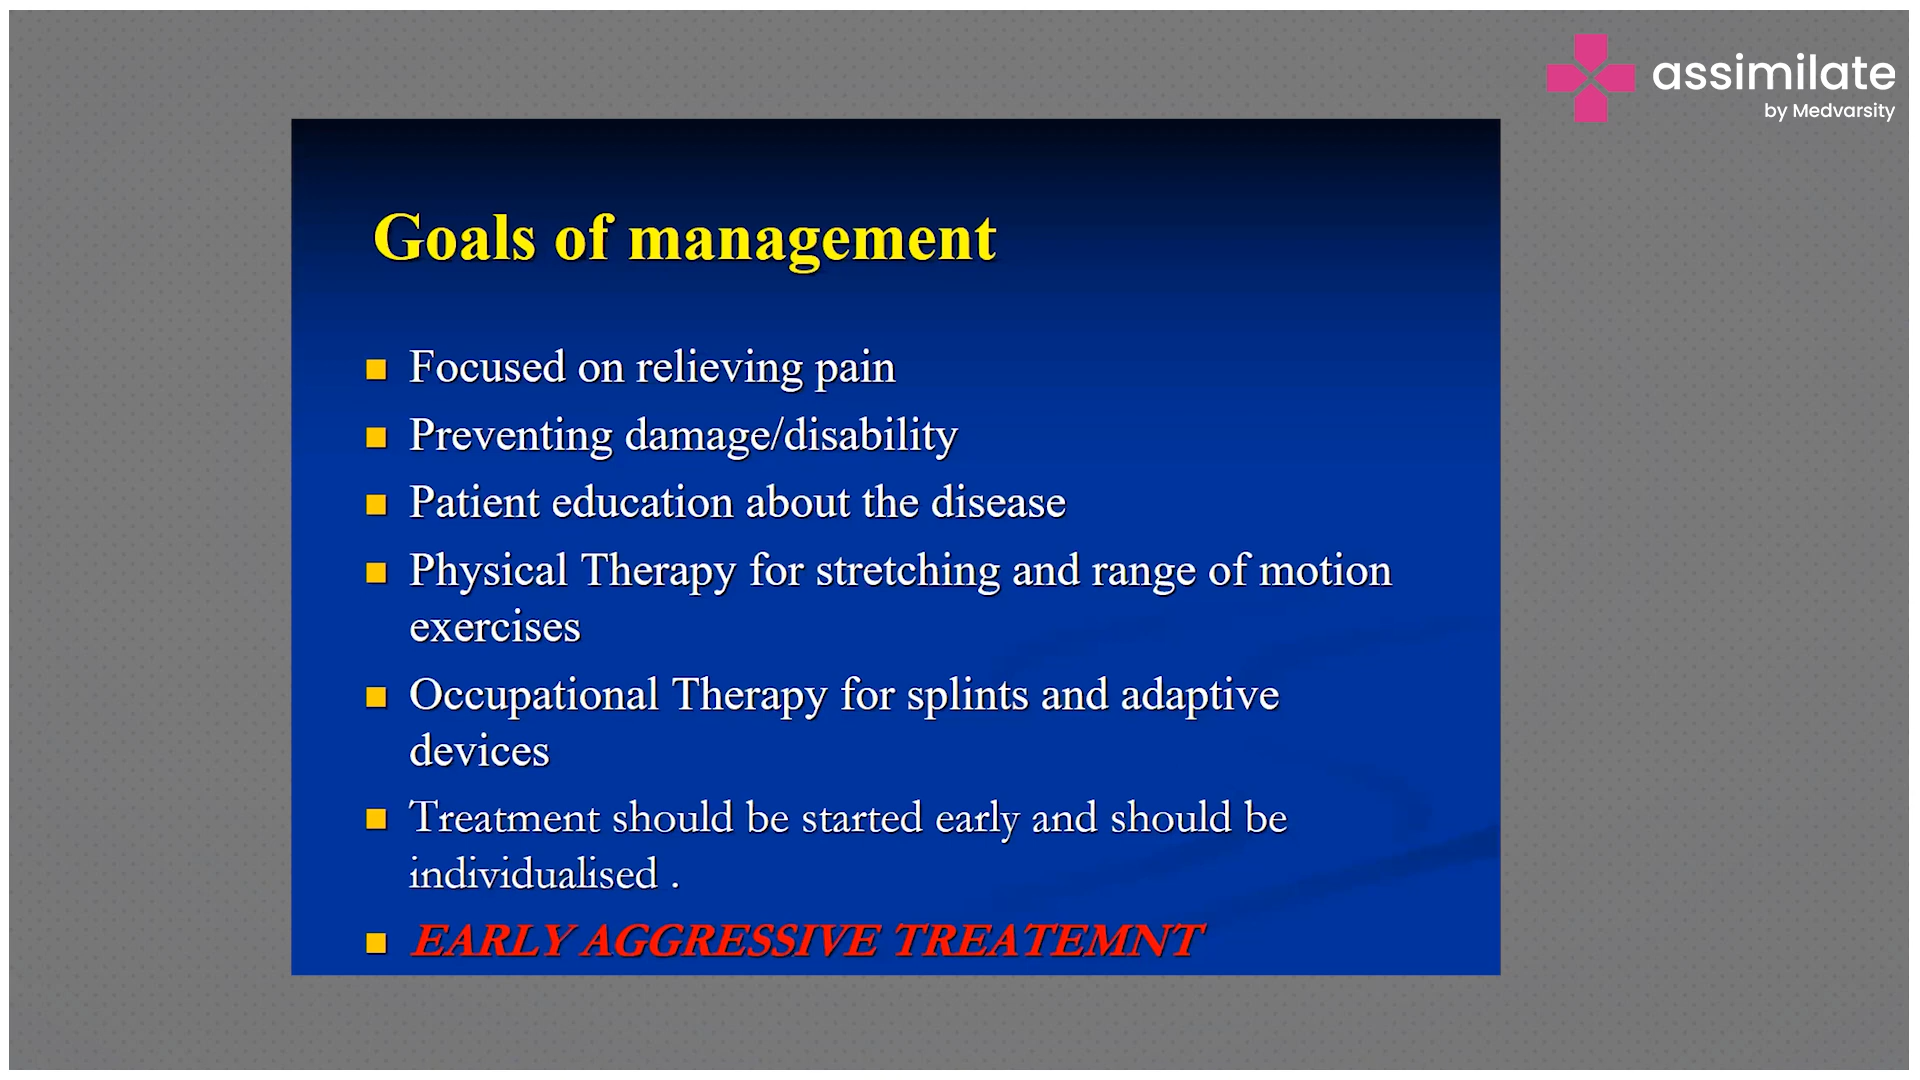 assimilate
by Medvarsity
Goals of management
Focused on relieving pain
Preventing damage/disability
Patient education about the disease
Physical Therapy for stretching and range of motion
exercises
Occupational Therapy for splints and adaptive
devices
Treatment should be started early and should be
individualised .
EARLY AGGRESSIVE TREATEMNT